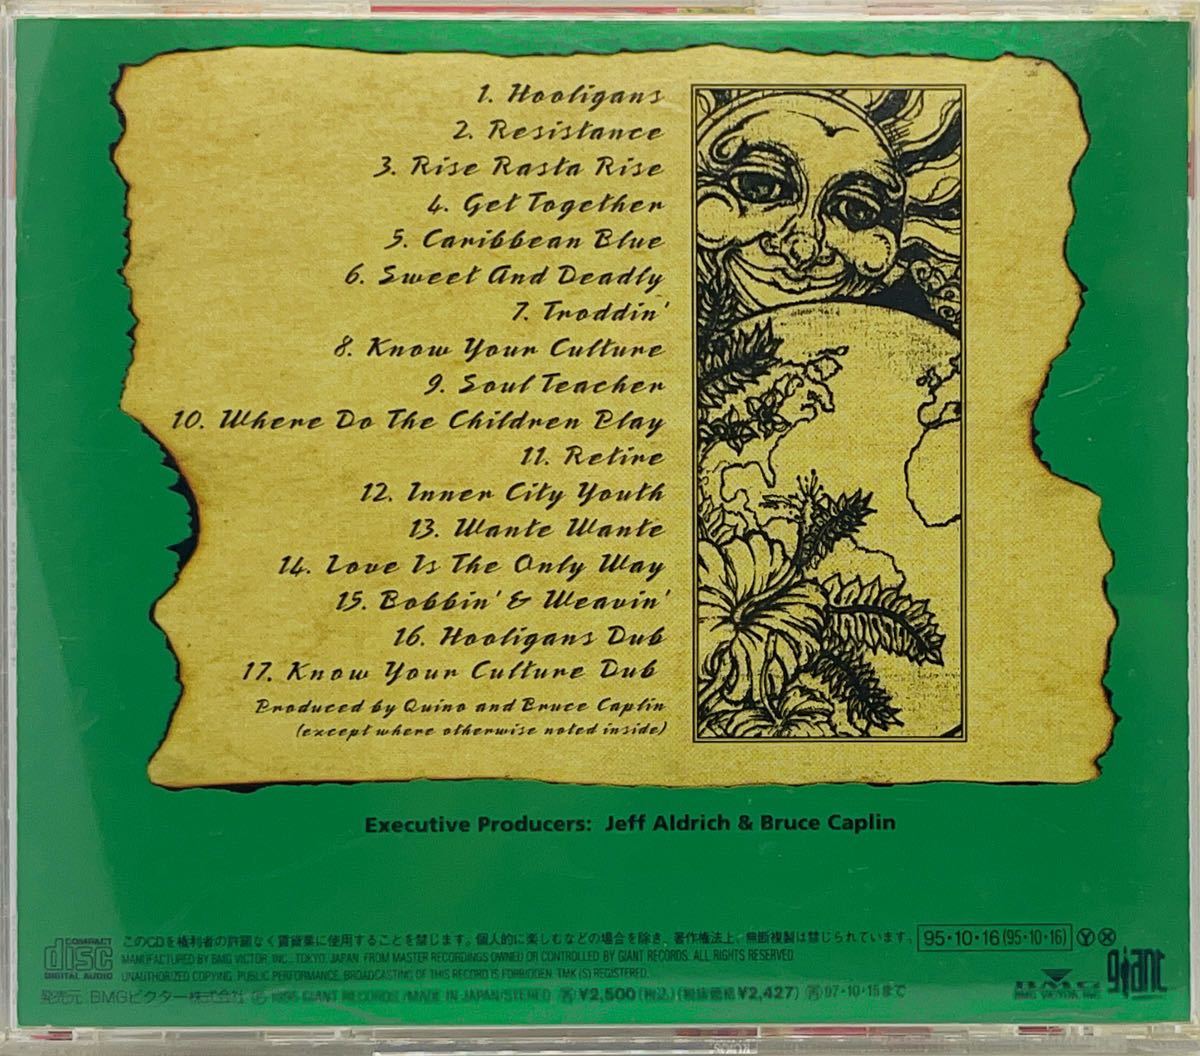 1. Hooligans
2. Resistance
3. Rise Rasta Rise
4. Get Together
5. Caribbean Blue
6. Sweet And Deadly
7. Troddin'
8. Know Your Culture
9. Soul Teacher
10. Where Do The Children Play
11. Retire
12. Inner City Youth
13. Wante Wante
14. Love Is The Only Way
15. Bobbin' & Weavin'
16. Hooligans Dub
17. Know Your Culture Dub
Produced by Quino and Bruce Caplin
(except where otherwise noted inside)
Executive Producers: Jeff Aldrich & Bruce Caplin
COMPACT disc DIGITAL AUDIO
このCDを権利者の許諾なく賃貸業に使用することを禁じます。個人的に楽しむなどの場合を除き、著作権法上、無断複製は禁じられています。 95・10・16(95・10・16) Ⓨ Ⓧ
MANUFACTURED BY BMG VICTOR, INC., TOKYO, JAPAN. FROM MASTER RECORDINGS OWNED OR CONTROLLED BY GIANT RECORDS. ALL RIGHTS RESERVED.
UNAUTHORIZED COPYING, PUBLIC PERFORMANCE, BROADCASTING OF THIS RECORD IS FORBIDDEN. TMK (S) REGISTERED.
発売元 BMGビクター株式会社 Ⓟ 1995 GIANT RECORDS./MADE IN JAPAN/STEREO. ㊢¥2,500(税込)(税抜価格¥2,427) ㊢97・10・15まで
BMG
BMG VICTOR INC.
giant